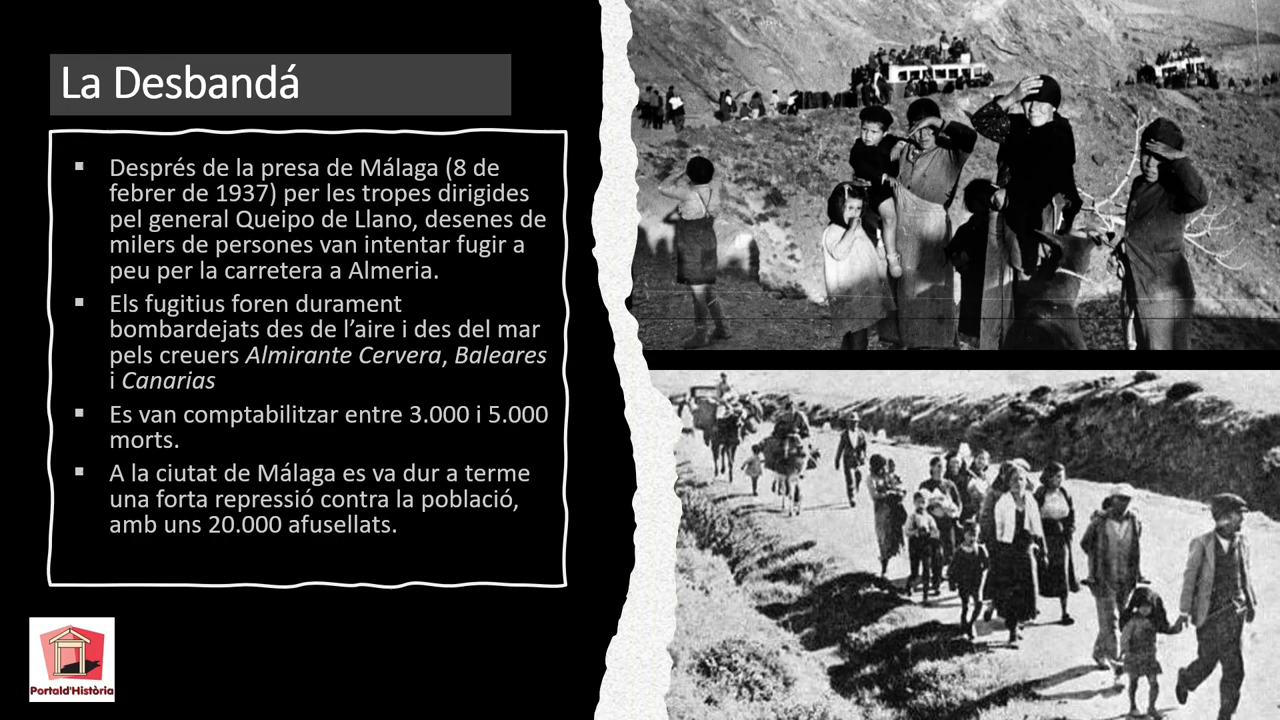 La Desbandá
▪ Després de la presa de Málaga (8 de
febrer de 1937) per les tropes dirigides
pel general Queipo de Llano, desenes de
milers de persones van intentar fugir a
peu per la carretera a Almeria.
▪ Els fugitius foren durament
bombardejats des de l’aire i des del mar
pels creuers Almirante Cervera, Baleares
i Canarias
▪ Es van comptabilitzar entre 3.000 i 5.000
morts.
▪ A la ciutat de Málaga es va dur a terme
una forta repressió contra la població,
amb uns 20.000 afusellats.
Portald'Història